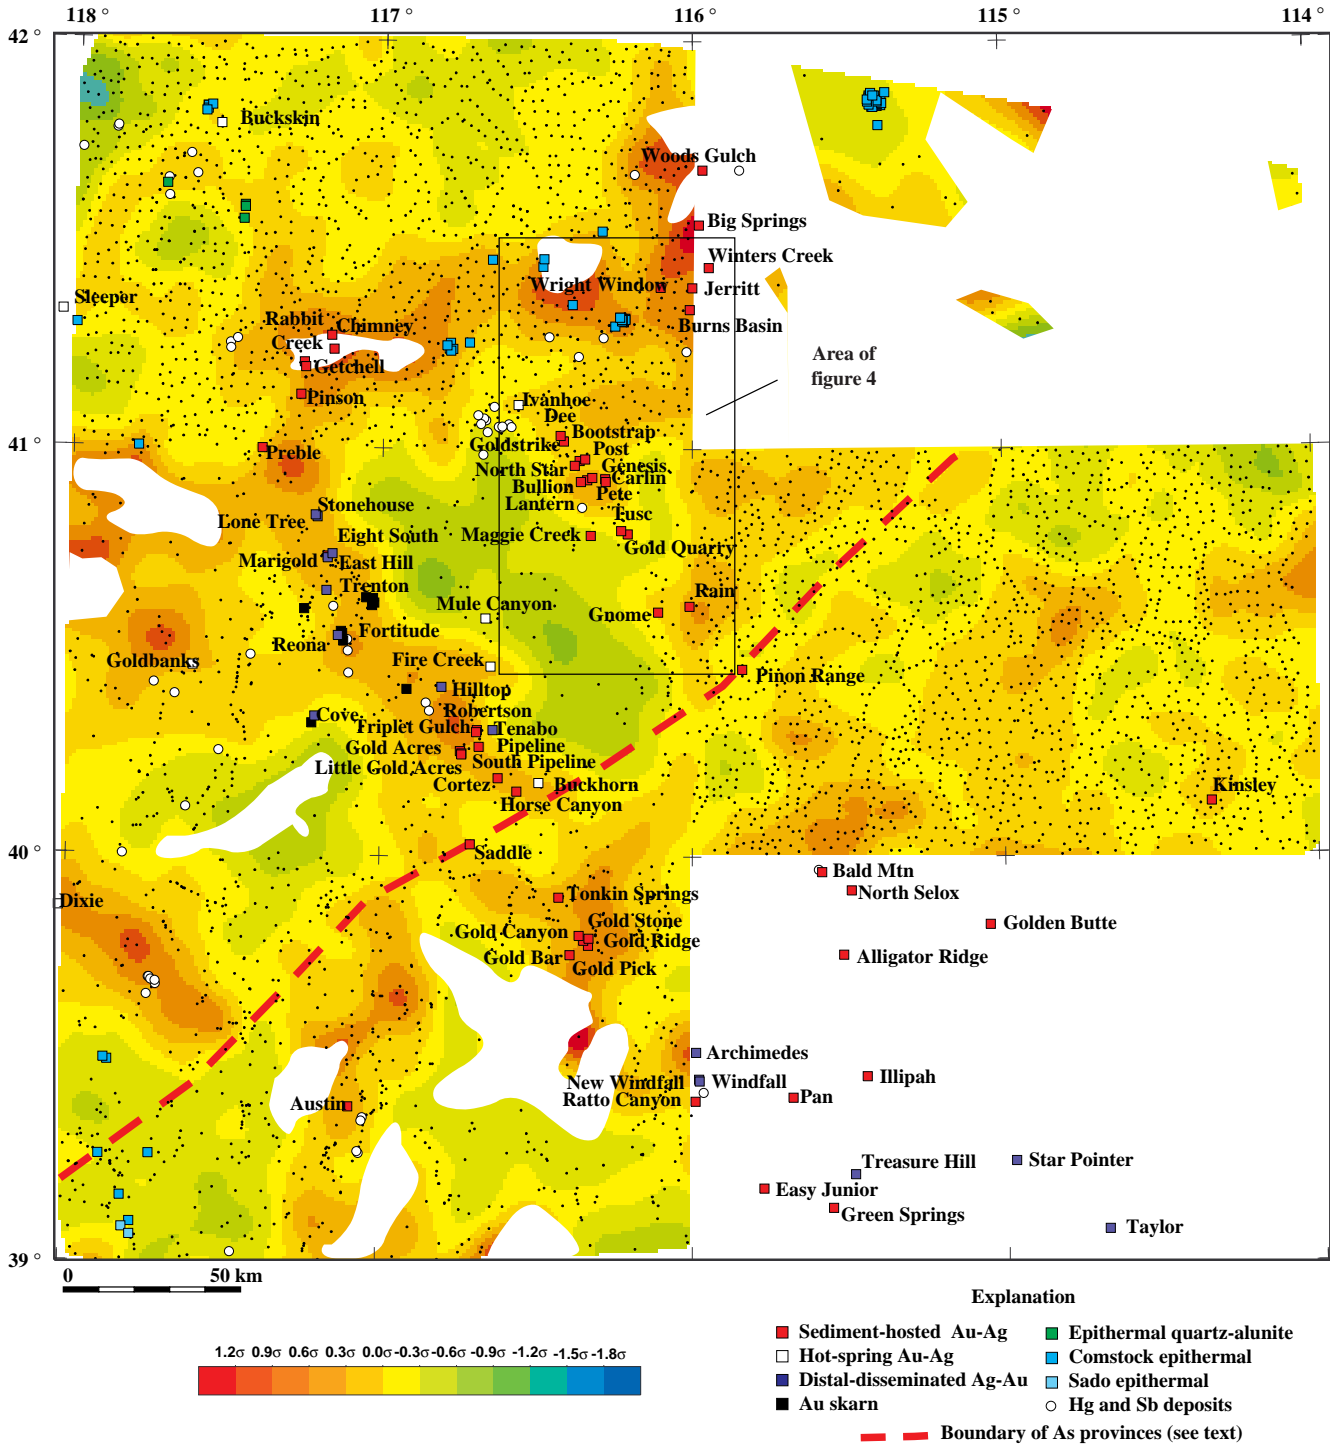 118 °
117 °
116 °
115 °
114 °
42 °
Buckskin
Woods Gulch
Big Springs
Winters Creek
Wright Window
Jerritt
Sleeper
Rabbit
Chimney
Creek
Getchell
Burns Basin
Area of
figure 4
Pinson
Ivanhoe
Dee
Bootstrap
41 °
Preble
Goldstrike
Post
North Star
Genesis
Bullion
Carlin
Lantern
Pete
Stonehouse
Tusc
Lone Tree
Eight South
Maggie Creek
Gold Quarry
Marigold
East Hill
Trenton
Rain
Mule Canyon
Gnome
Fortitude
Reona
Goldbanks
Fire Creek
Pinon Range
Hilltop
Cove
Robertson
Triplet Gulch
Tenabo
Gold Acres
Pipeline
Little Gold Acres
South Pipeline
Cortez
Buckhorn
Horse Canyon
Kinsley
40 °
Saddle
Bald Mtn
North Selox
Dixie
Tonkin Springs
Gold Stone
Gold Canyon
Gold Ridge
Golden Butte
Gold Bar
Gold Pick
Alligator Ridge
Archimedes
New Windfall
Windfall
Illipah
Ratto Canyon
Pan
Austin
Treasure Hill
Star Pointer
Easy Junior
Green Springs
Taylor
39 °
0 50 km
Explanation
Sediment-hosted Au-Ag
Epithermal quartz-alunite
Hot-spring Au-Ag
Comstock epithermal
Distal-disseminated Ag-Au
Sado epithermal
Au skarn
Hg and Sb deposits
Boundary of As provinces (see text)
1.2σ 0.9σ 0.6σ 0.3σ 0.0σ -0.3σ -0.6σ -0.9σ -1.2σ -1.5σ -1.8σ